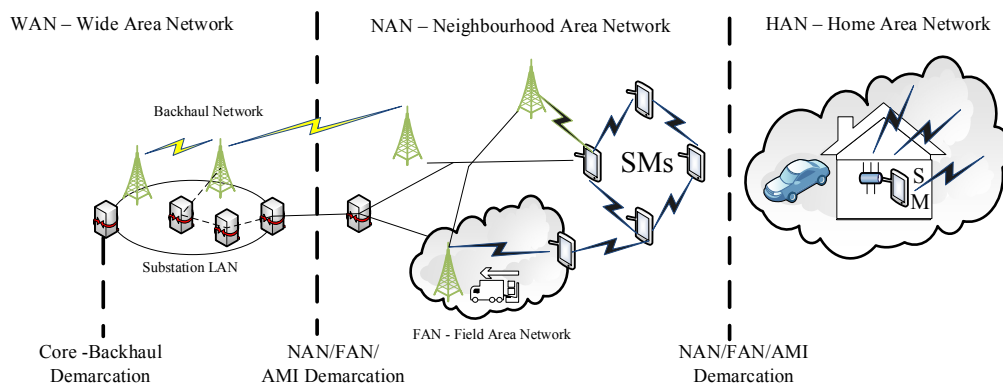 WAN – Wide Area Network
NAN – Neighbourhood Area Network
HAN – Home Area Network
Backhaul Network
SMs
S
M
Substation LAN
FAN - Field Area Network
Core -Backhaul
Demarcation
NAN/FAN/
AMI Demarcation
NAN/FAN/AMI
Demarcation